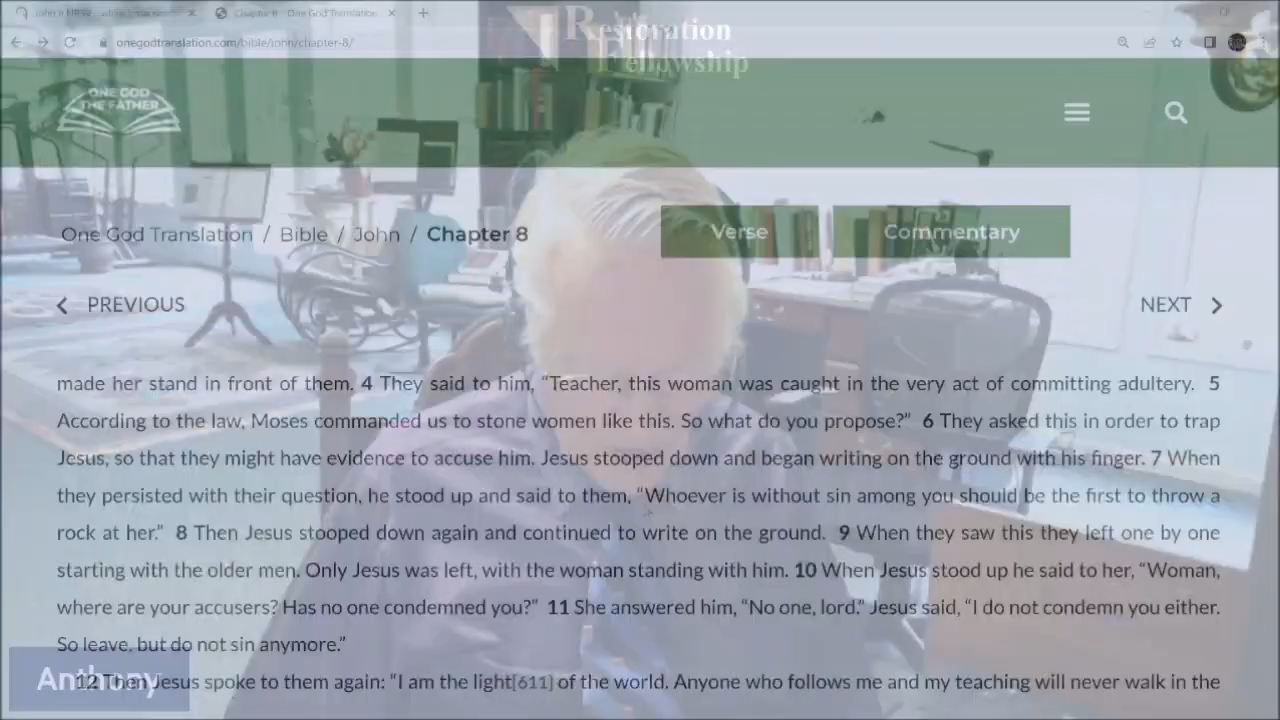 Chapter 8 - One God Translation
onegodtranslation.com/bible/john/chapter-8/
Restoration
Fellowship
ONE GOD
THE FATHER
One God Translation / Bible / John / Chapter 8
Verse
Commentary
PREVIOUS
NEXT
made her stand in front of them. 4 They said to him, “Teacher, this woman was caught in the very act of committing adultery. 5
According to the law, Moses commanded us to stone women like this. So what do you propose?” 6 They asked this in order to trap
Jesus, so that they might have evidence to accuse him. Jesus stooped down and began writing on the ground with his finger. 7 When
they persisted with their question, he stood up and said to them, “Whoever is without sin among you should be the first to throw a
rock at her.” 8 Then Jesus stooped down again and continued to write on the ground. 9 When they saw this they left one by one
starting with the older men. Only Jesus was left, with the woman standing with him. 10 When Jesus stood up he said to her, “Woman,
where are your accusers? Has no one condemned you?” 11 She answered him, “No one, lord.” Jesus said, “I do not condemn you either.
So leave, but do not sin anymore.”
Anthony
12 Then Jesus spoke to them again: “I am the light[611] of the world. Anyone who follows me and my teaching will never walk in the